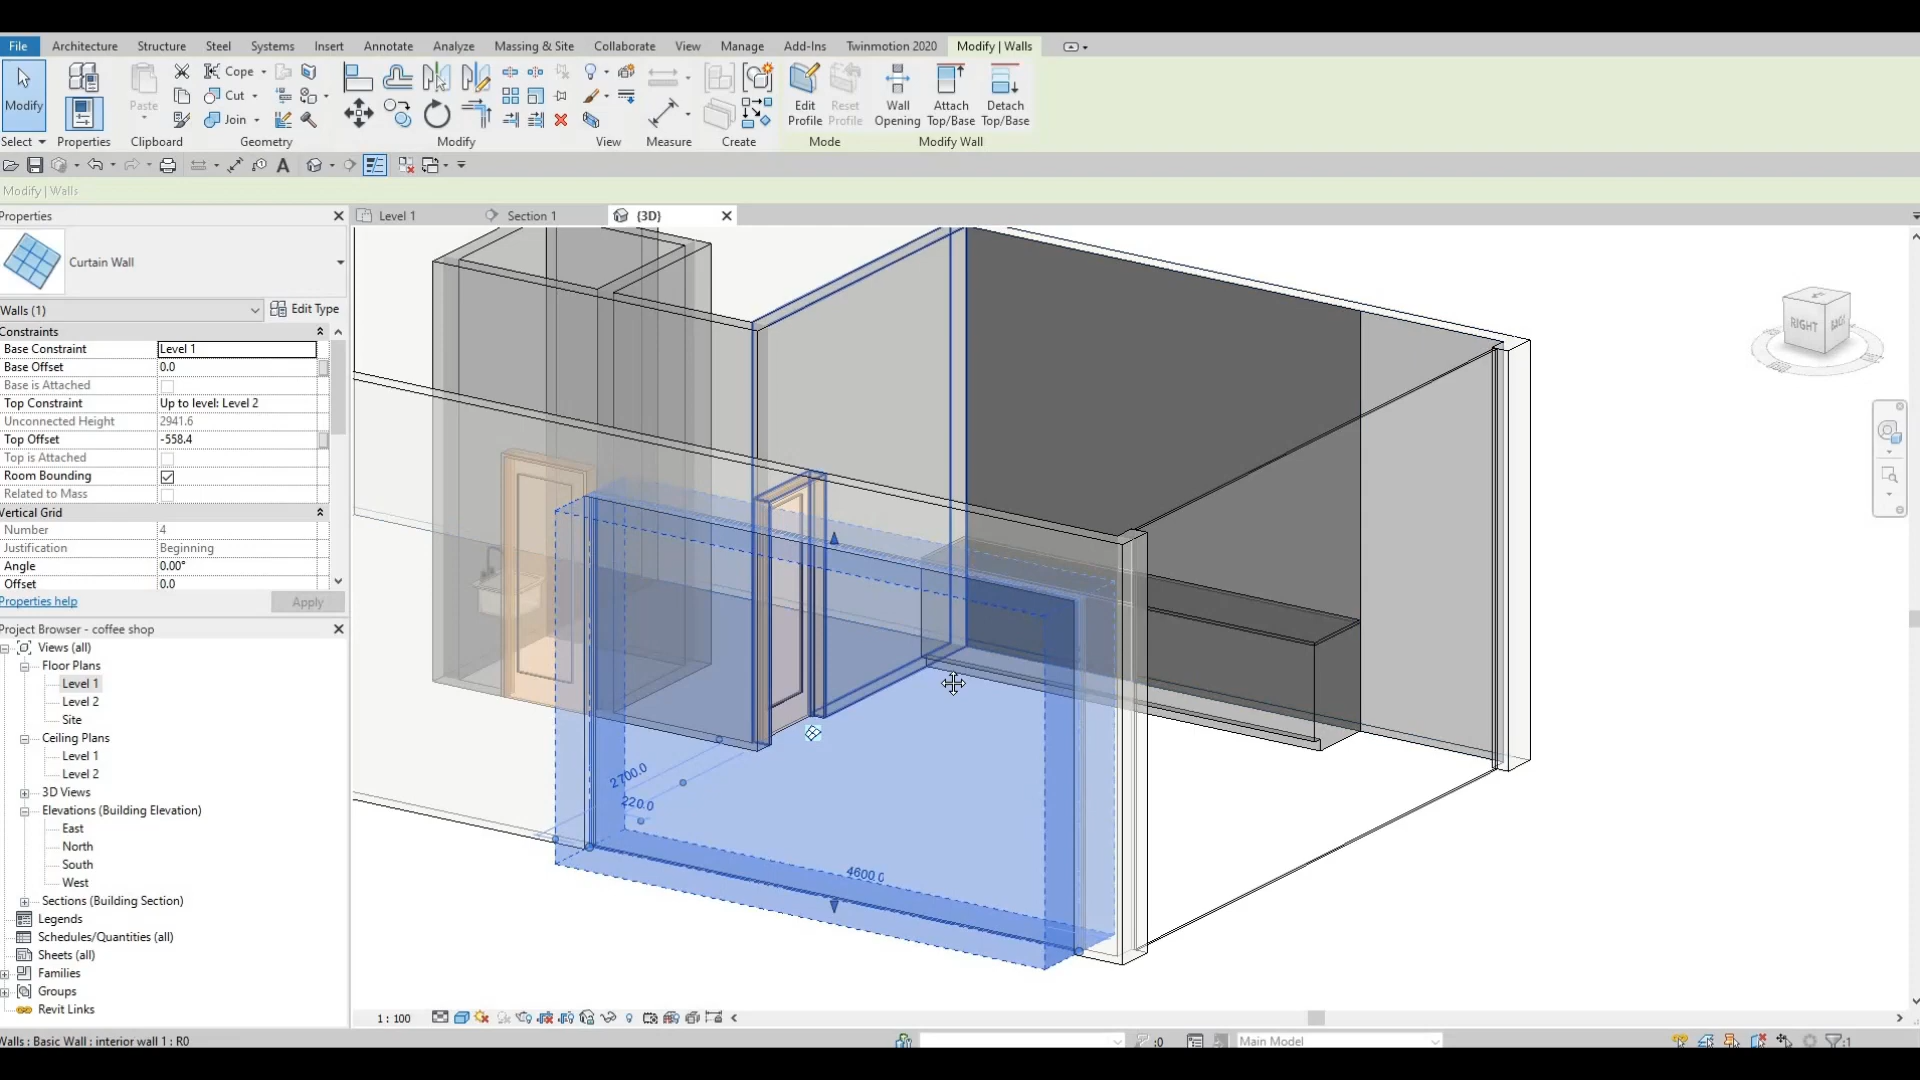 File Architecture Structure Steel Systems Insert Annotate Analyze Massing & Site Collaborate View Manage Add-Ins Twinmotion 2020 Modify | Walls
Modify
Paste
Cope
Cut
Join
Edit Profile
Reset Profile
Wall Opening
Attach Top/Base
Detach Top/Base
Select Properties Clipboard Geometry Modify View Measure Create Mode Modify Wall
Modify | Walls
Properties
Level 1 Section 1 {3D}
Curtain Wall
Walls (1) Edit Type
Constraints
Base Constraint Level 1
Base Offset 0.0
Base is Attached
Top Constraint Up to level: Level 2
Unconnected Height 2941.6
Top Offset -558.4
Top is Attached
Room Bounding
Related to Mass
Vertical Grid
Number 4
Justification Beginning
Angle 0.00°
Offset 0.0
Properties help Apply
Project Browser - coffee shop
Views (all)
Floor Plans
Level 1
Level 2
Site
Ceiling Plans
Level 1
Level 2
3D Views
Elevations (Building Elevation)
East
North
South
West
Sections (Building Section)
Legends
Schedules/Quantities (all)
Sheets (all)
Families
Groups
Revit Links
RIGHT BACK
2700.0
220.0
4600.0
1 : 100
Walls : Basic Wall : interior wall 1 : R0
:0
Main Model
:1